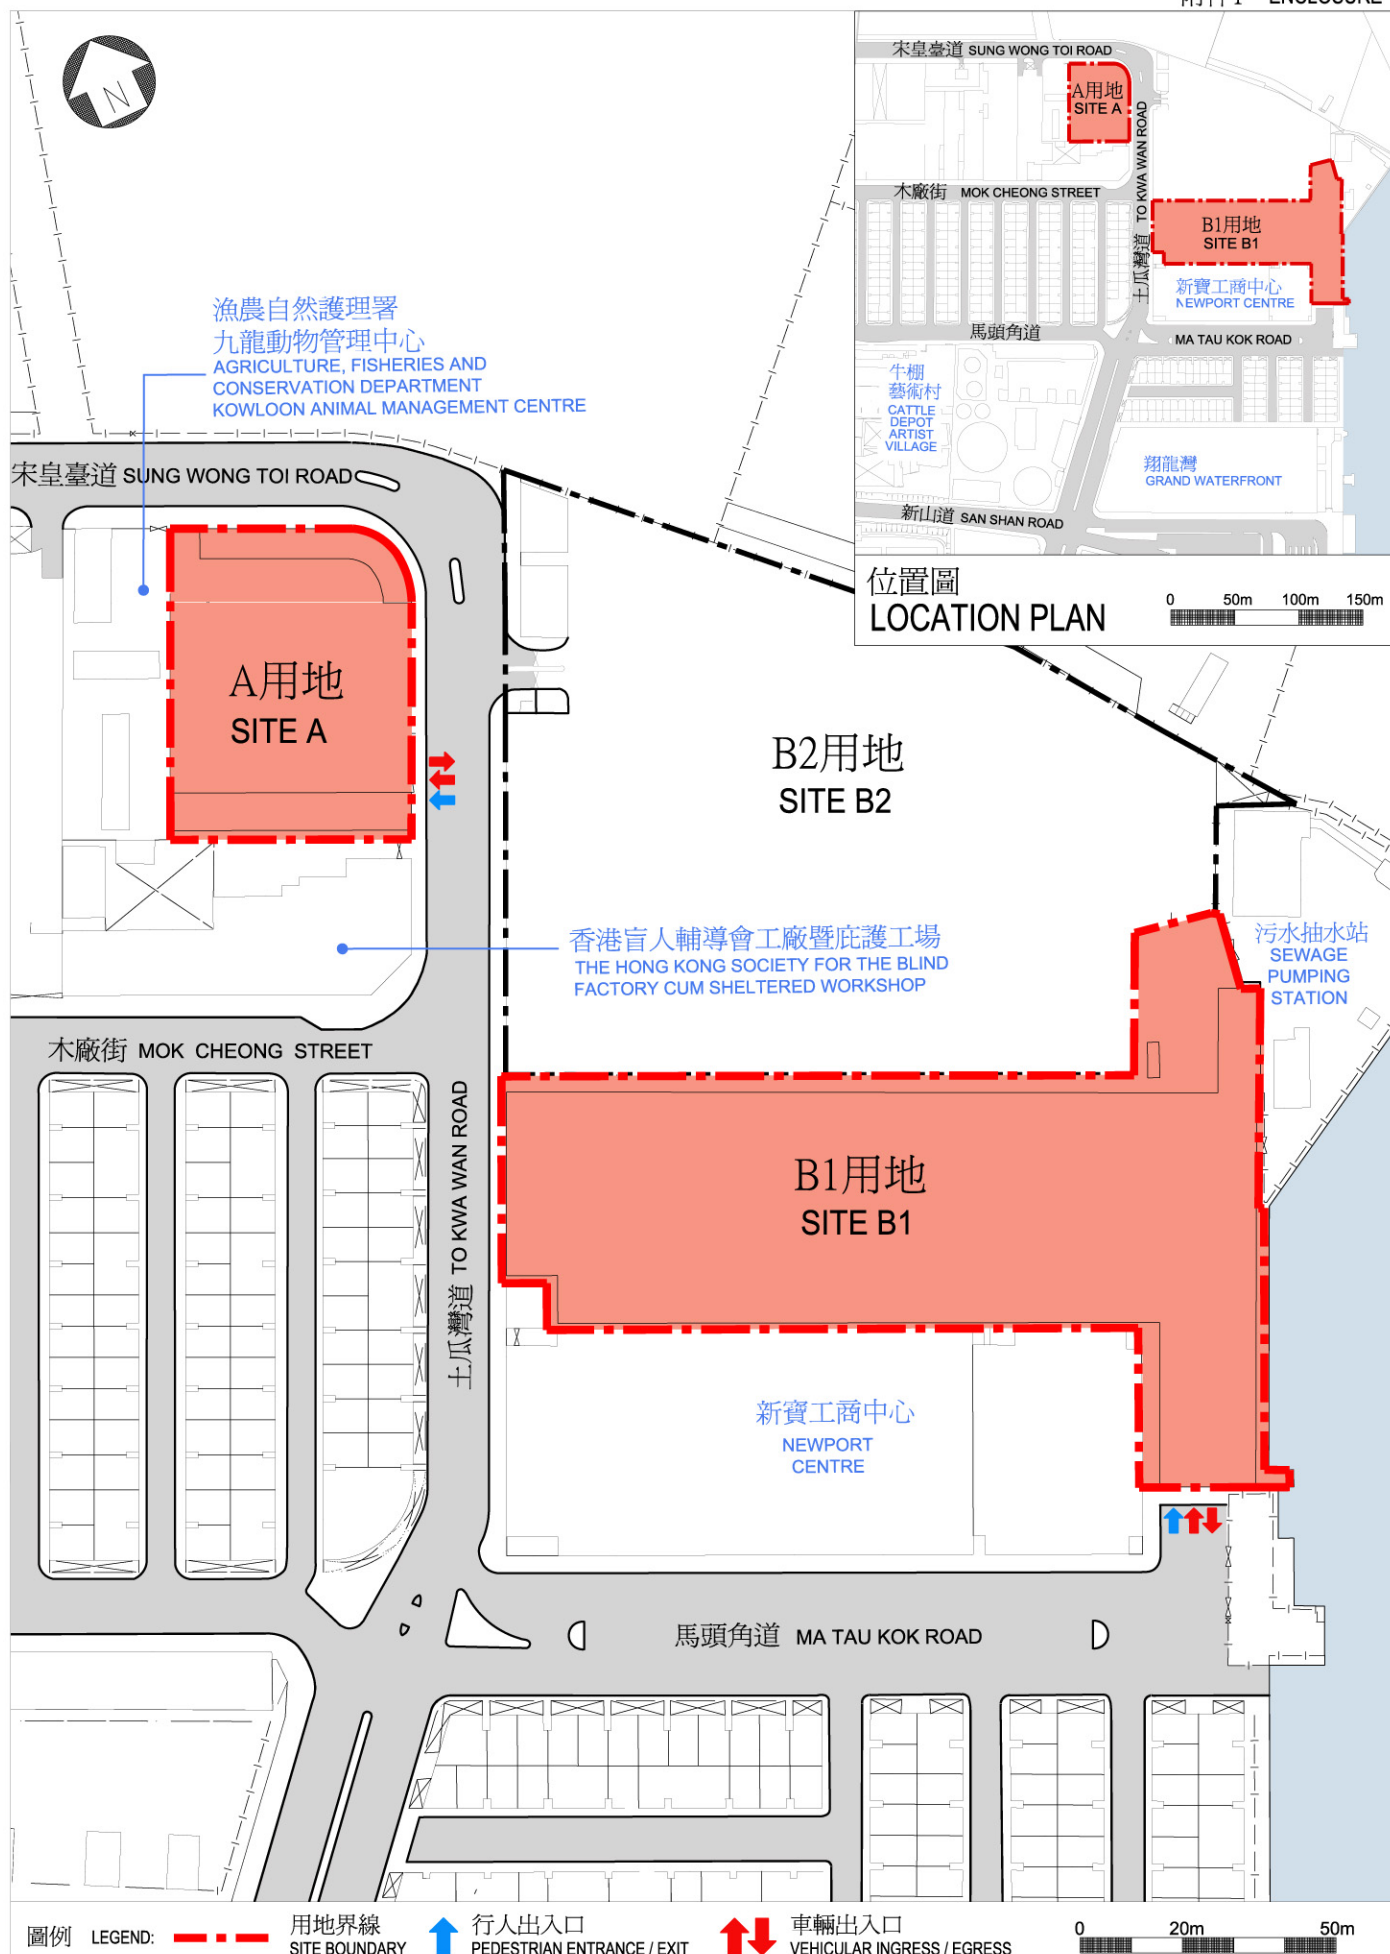 宋皇臺道 SUNG WONG TOI ROAD
A用地
SITE A
土瓜灣道 TO KWA WAN ROAD
木廠街 MOK CHEONG STREET
B1用地
SITE B1
新寶工商中心
NEWPORT CENTRE
馬頭角道
MA TAU KOK ROAD
牛棚
藝術村
CATTLE
DEPOT
ARTIST
VILLAGE
翔龍灣
GRAND WATERFRONT
新山道 SAN SHAN ROAD
位置圖
LOCATION PLAN
0 50m 100m 150m
N
漁農自然護理署
九龍動物管理中心
AGRICULTURE, FISHERIES AND
CONSERVATION DEPARTMENT
KOWLOON ANIMAL MANAGEMENT CENTRE
宋皇臺道 SUNG WONG TOI ROAD
A用地
SITE A
B2用地
SITE B2
香港盲人輔導會工廠暨庇護工場
THE HONG KONG SOCIETY FOR THE BLIND
FACTORY CUM SHELTERED WORKSHOP
污水抽水站
SEWAGE
PUMPING
STATION
木廠街 MOK CHEONG STREET
土瓜灣道 TO KWA WAN ROAD
B1用地
SITE B1
新寶工商中心
NEWPORT
CENTRE
馬頭角道 MA TAU KOK ROAD
圖例 LEGEND:
用地界線
SITE BOUNDARY
行人出入口
PEDESTRIAN ENTRANCE / EXIT
車輛出入口
VEHICULAR INGRESS / EGRESS
0 20m 50m